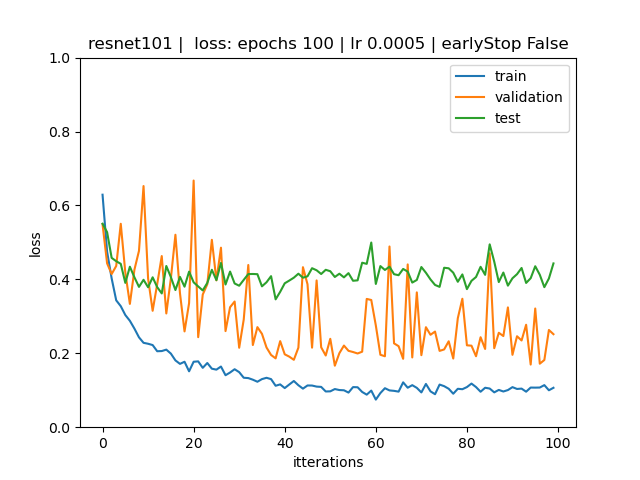 resnet101 |  loss: epochs 100 | lr 0.0005 | earlyStop False
train
validation
test
1.0
0.8
0.6
0.4
0.2
0.0
loss
0 20 40 60 80 100
itterations